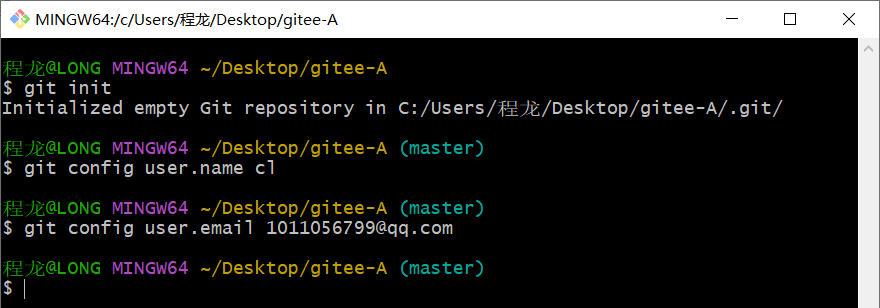 MINGW64:/c/Users/程龙/Desktop/gitee-A
程龙@LONG MINGW64 ~/Desktop/gitee-A
$ git init
Initialized empty Git repository in C:/Users/程龙/Desktop/gitee-A/.git/
程龙@LONG MINGW64 ~/Desktop/gitee-A (master)
$ git config user.name cl
程龙@LONG MINGW64 ~/Desktop/gitee-A (master)
$ git config user.email 1011056799@qq.com
程龙@LONG MINGW64 ~/Desktop/gitee-A (master)
$